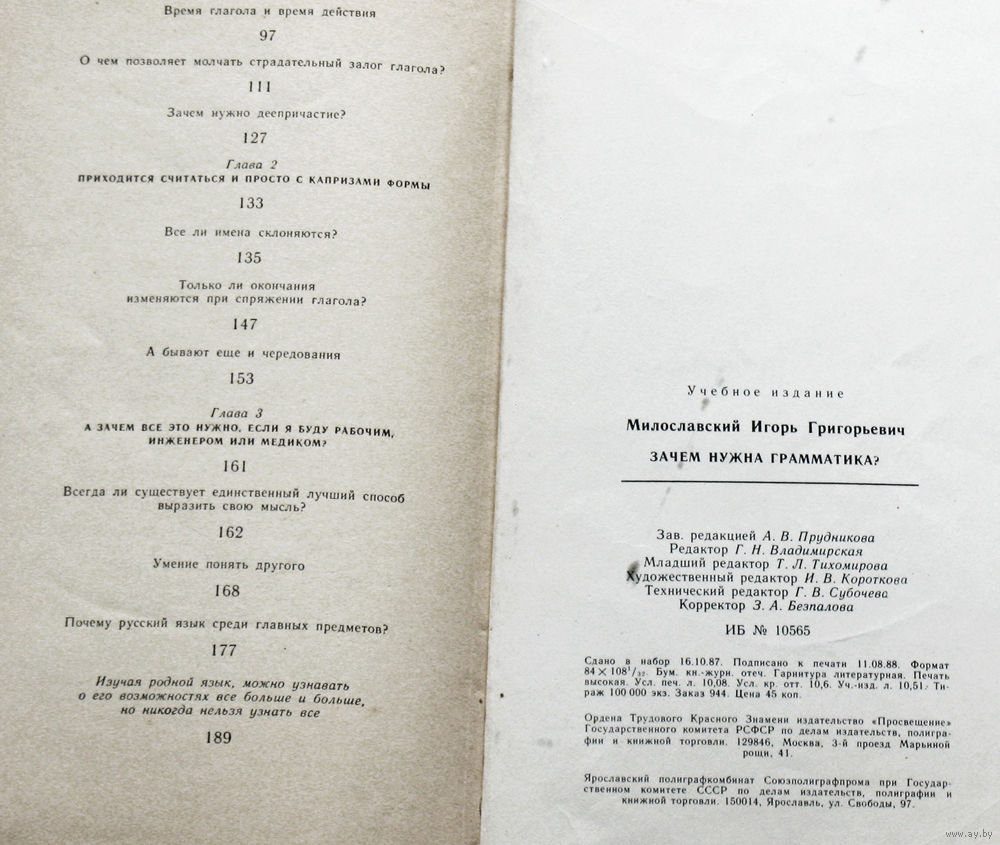 Время глагола и время действия
97
О чем позволяет молчать страдательный залог глагола?
111
Зачем нужно деепричастие?
127
Глава 2
ПРИХОДИТСЯ СЧИТАТЬСЯ И ПРОСТО С КАПРИЗАМИ ФОРМЫ
133
Все ли имена склоняются?
135
Только ли окончания
изменяются при спряжении глагола?
147
А бывают еще и чередования
153
Глава 3
А ЗАЧЕМ ВСЕ ЭТО НУЖНО, ЕСЛИ Я БУДУ РАБОЧИМ,
ИНЖЕНЕРОМ ИЛИ МЕДИКОМ?
161
Всегда ли существует единственный лучший способ
выразить свою мысль?
162
Умение понять другого
168
Почему русский язык среди главных предметов?
177
Изучая родной язык, можно узнавать
о его возможностях все больше и больше,
но никогда нельзя узнать все
189
Учебное издание
Милославский Игорь Григорьевич
ЗАЧЕМ НУЖНА ГРАММАТИКА?
Зав. редакцией А. В. Прудникова
Редактор Г. Н. Владимирская
Младший редактор Т. Л. Тихомирова
Художественный редактор И. В. Короткова
Технический редактор Г. В. Субочева
Корректор З. А. Безпалова
ИБ № 10565
Сдано в набор 16.10.87. Подписано к печати 11.08.88. Формат
84 × 108¹/₃₂. Бум. кн.-журн. отеч. Гарнитура литературная. Печать
высокая. Усл. печ. л. 10,08. Усл. кр. отт. 10,6. Уч.-изд. л. 10,51. Ти-
раж 100 000 экз. Заказ 944. Цена 45 коп.
Ордена Трудового Красного Знамени издательство «Просвещение»
Государственного комитета РСФСР по делам издательств, полигра-
фии и книжной торговли. 129846, Москва, 3-й проезд Марьиной
рощи, 41.
Ярославский полиграфкомбинат Союзполиграфпрома при Государ-
ственном комитете СССР по делам издательств, полиграфии и
книжной торговли. 150014, Ярославль, ул. Свободы, 97.
www.ay.by